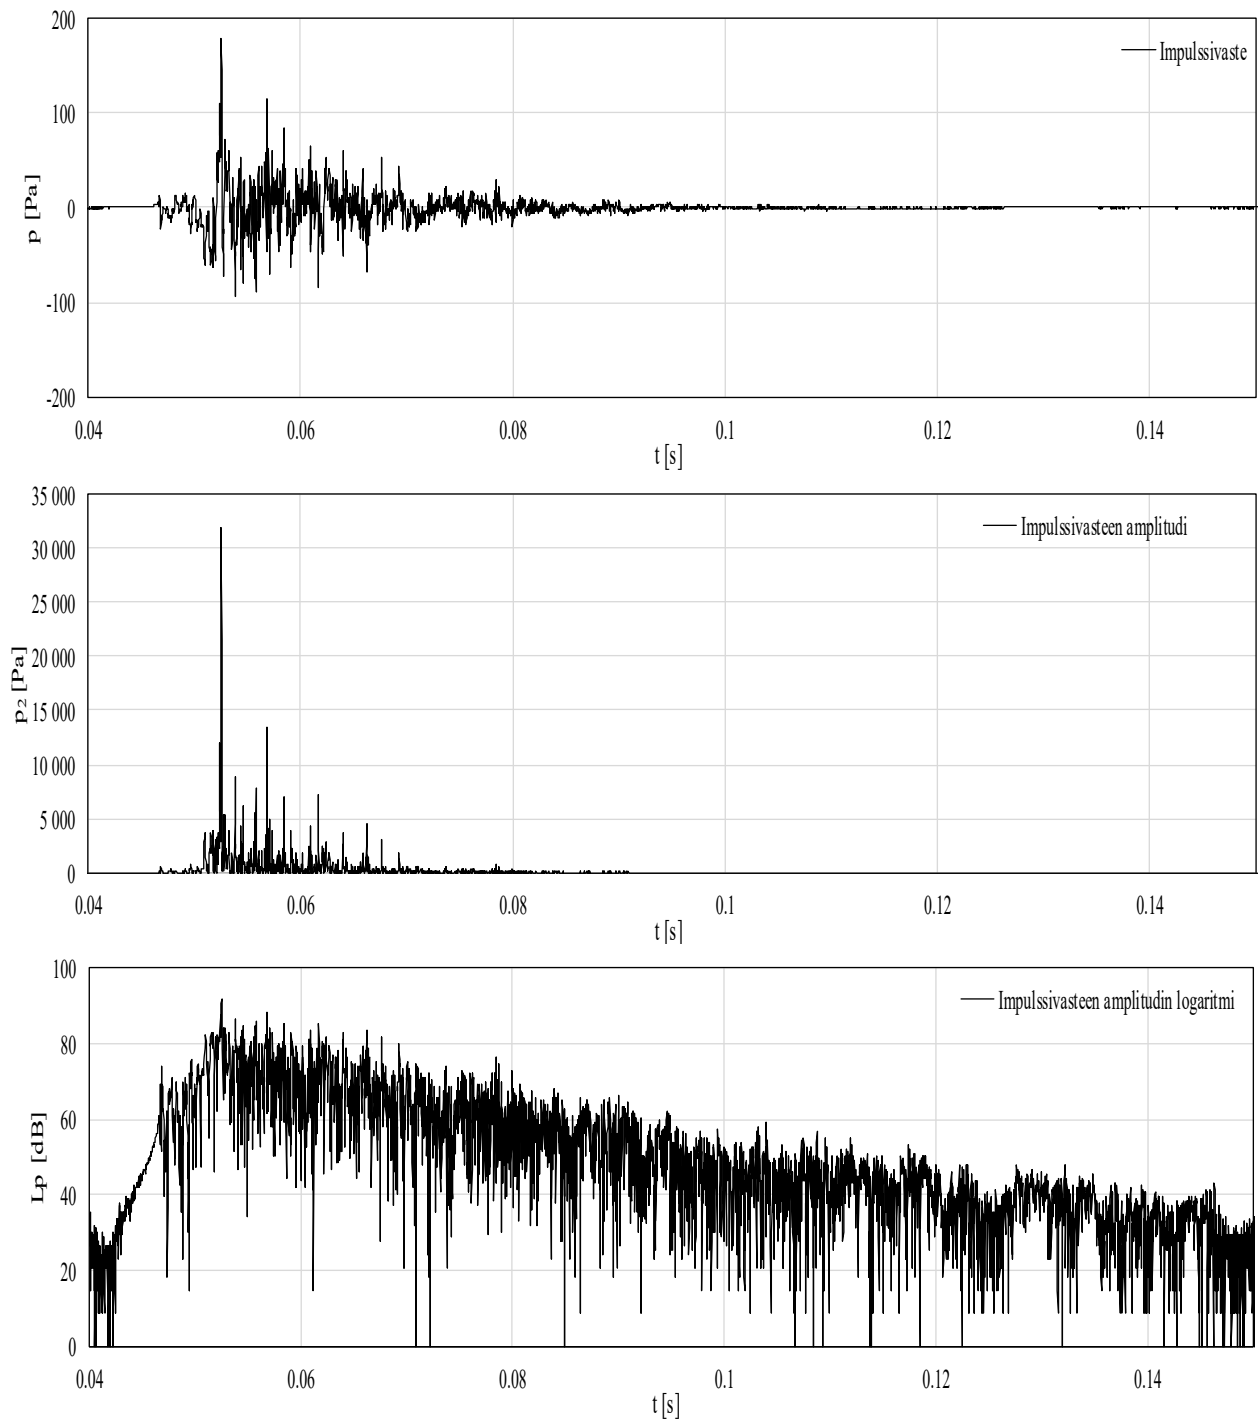 200
100
0
-100
-200
p [Pa]
Impulssivaste
0.04 0.06 0.08 0.1 0.12 0.14
t [s]
35 000
30 000
25 000
20 000
15 000
10 000
5 000
0
p2 [Pa]
Impulssivasteen amplitudi
0.04 0.06 0.08 0.1 0.12 0.14
t [s]
100
80
60
40
20
0
Lp [dB]
Impulssivasteen amplitudin logaritmi
0.04 0.06 0.08 0.1 0.12 0.14
t [s]